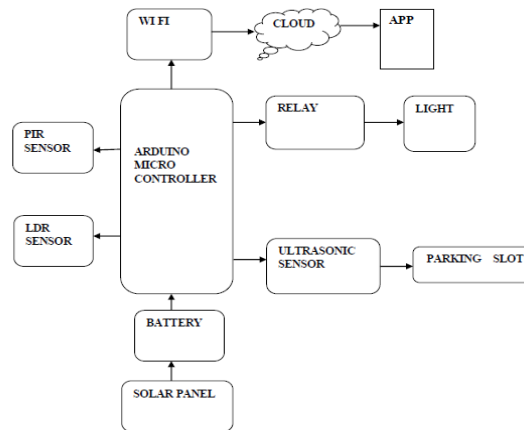 WI FI
CLOUD
APP
PIR
SENSOR
ARDUINO
MICRO
CONTROLLER
RELAY
LIGHT
LDR
SENSOR
ULTRASONIC
SENSOR
PARKING SLOT
BATTERY
SOLAR PANEL